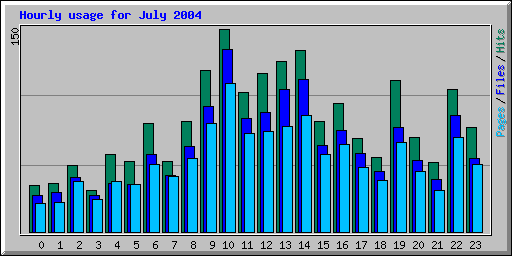 Hourly usage for July 2004
150
Pages / Files / Hits
0 1 2 3 4 5 6 7 8 9 10 11 12 13 14 15 16 17 18 19 20 21 22 23